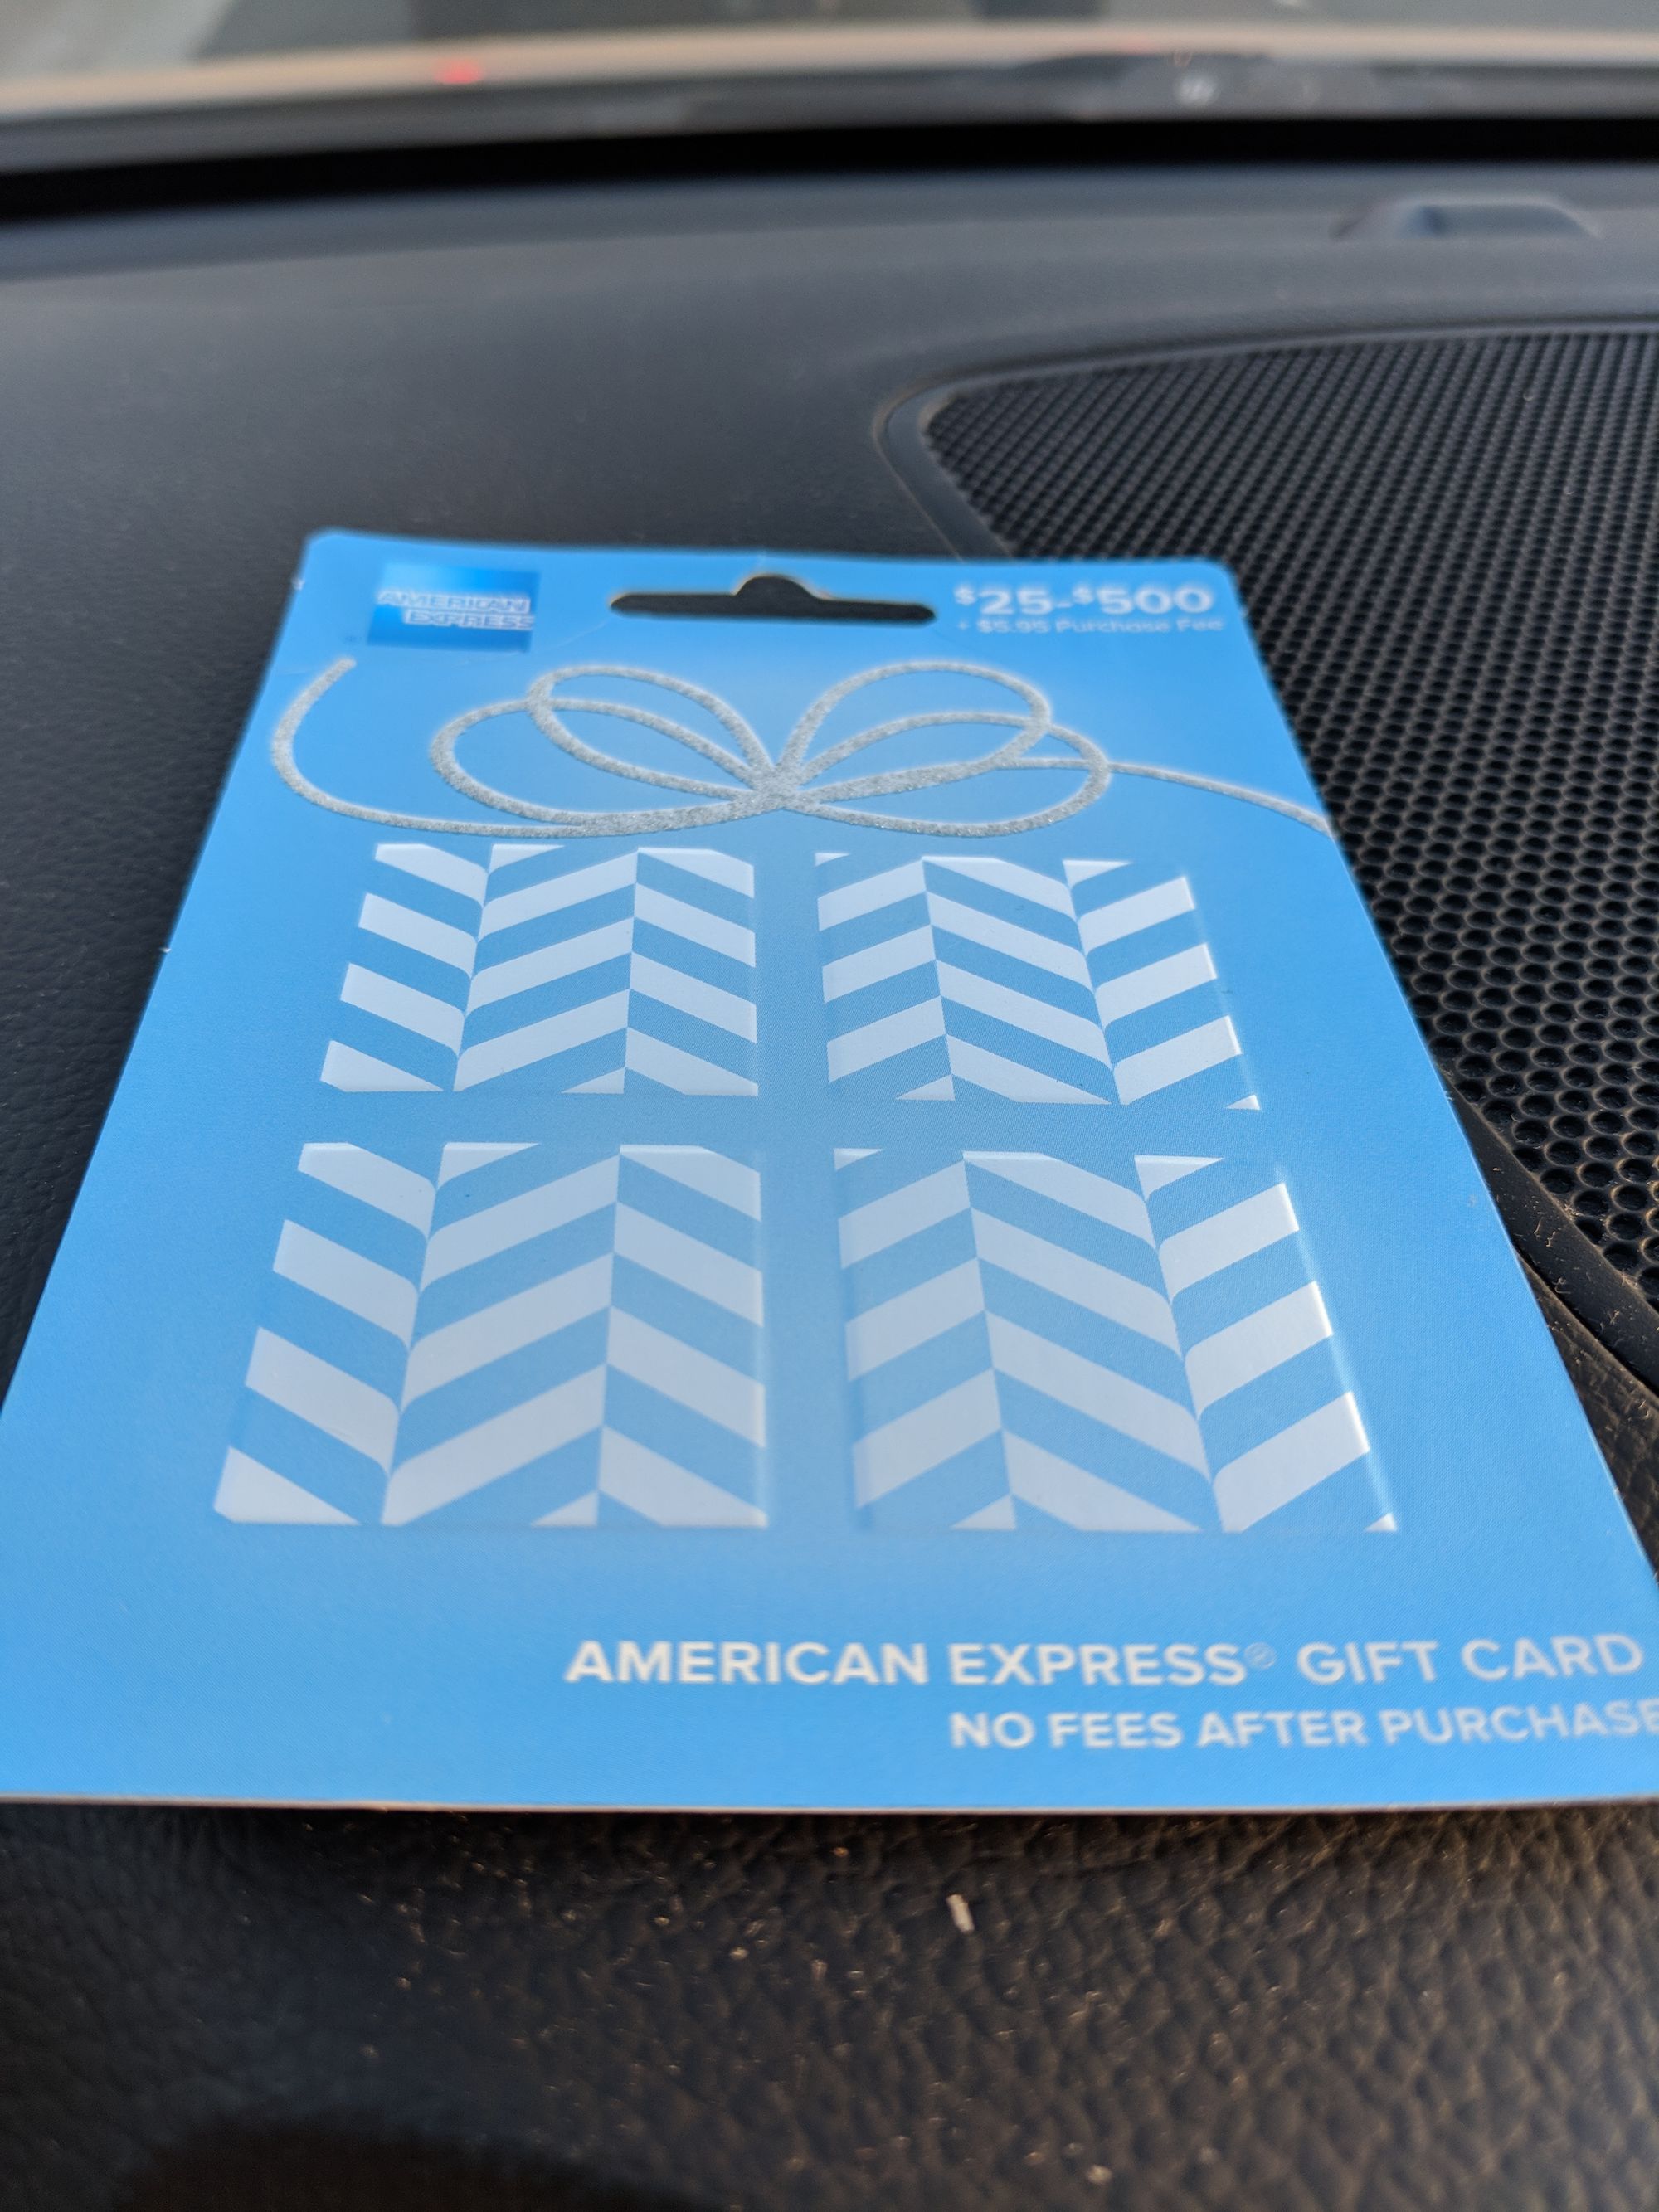 AMERICAN
EXPRESS
$25-$500
+ $5.95 Purchase Fee
AMERICAN EXPRESS® GIFT CARD
NO FEES AFTER PURCHASE